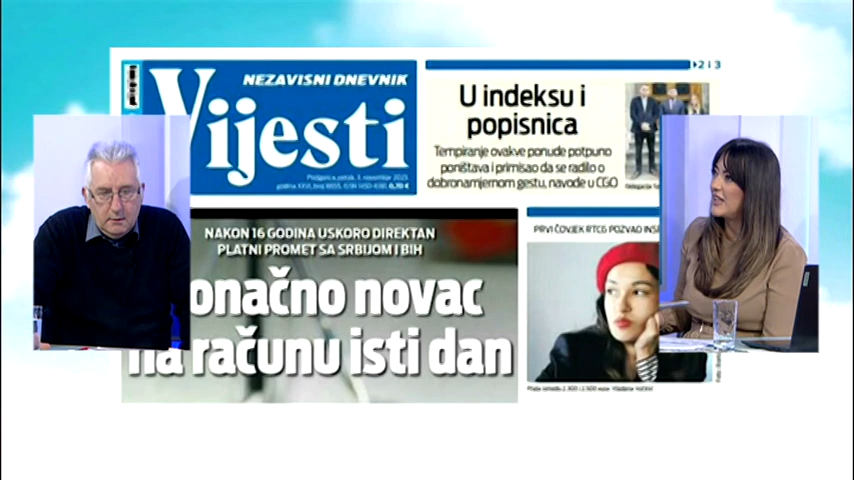 NEZAVISNI DNEVNIK
Vijesti
2 i 3
U indeksu i
popisnica
Tempiranje ovakve ponude potpuno
poništava i primisao da se radilo o
dobronamjernom gestu, navode u CGO
NAKON 16 GODINA USKORO DIREKTAN
PLATNI PROMET SA SRBIJOM I BIH
onačno novac
na računu isti dan
PRVI ČOVJEK RTCG POZVAO INSP